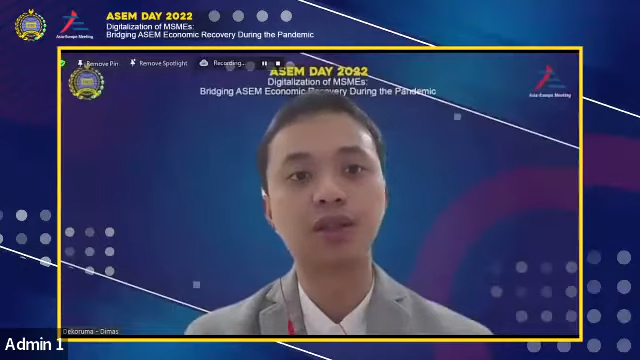 ASEM DAY 2022
Digitalization of MSMEs:
Bridging ASEM Economic Recovery During the Pandemic
Asia-Europe Meeting
Remove Pin
Remove Spotlight
Recording...
ASEM DAY 2022
Digitalization of MSMEs:
Bridging ASEM Economic Recovery During the Pandemic
Asia-Europe Meeting
Dekoruma - Dimas
Admin 1